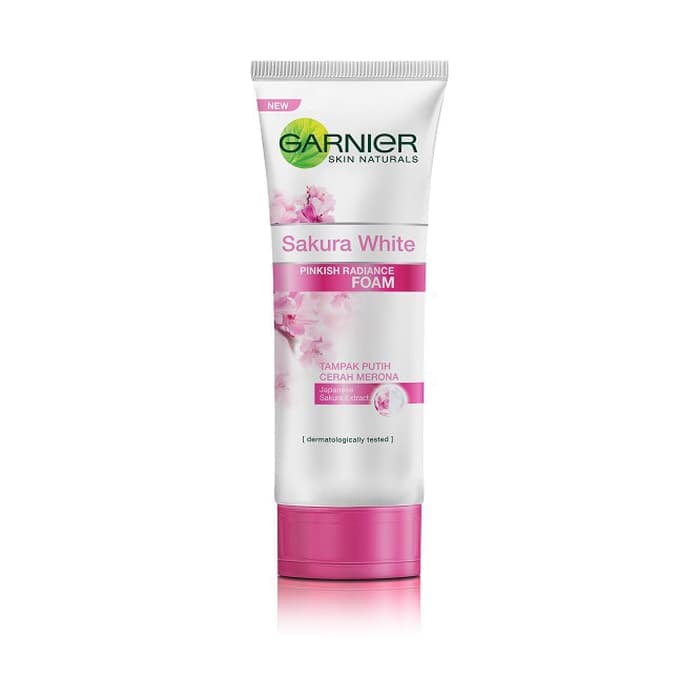 NEW
GARNIER
SKIN NATURALS
Sakura White
PINKISH RADIANCE
FOAM
TAMPAK PUTIH
CERAH MERONA
Japanese
Sakura Extract
[ dermatologically tested ]